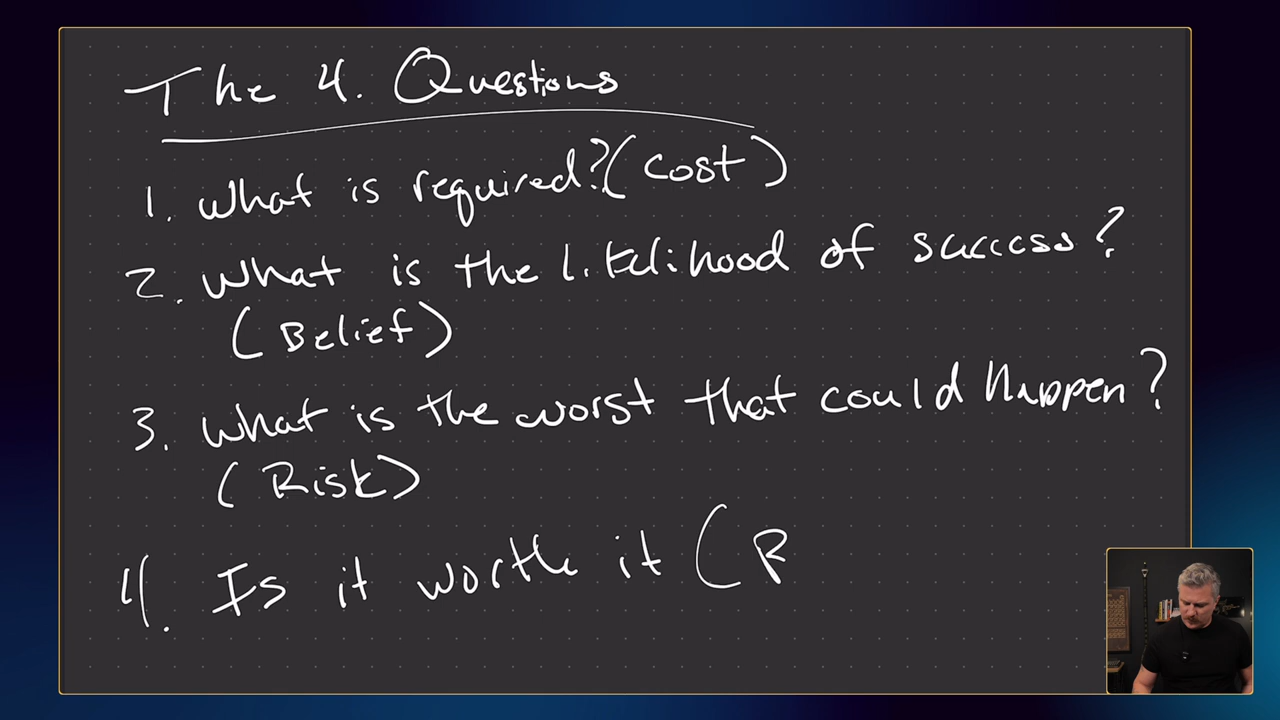 The 4. Questions
1. What is required? (cost)
2. What is the likelihood of success?
(Belief)
3. What is the worst that could Happen?
(Risk)
4. Is it worth it (R